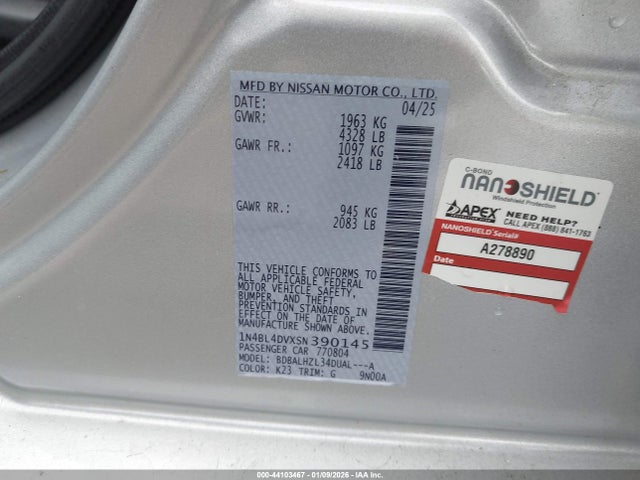 MFD BY NISSAN MOTOR CO., LTD.
DATE: 04/25
GVWR: 1963 KG
4328 LB
GAWR FR.: 1097 KG
2418 LB
GAWR RR.: 945 KG
2083 LB
THIS VEHICLE CONFORMS TO
ALL APPLICABLE FEDERAL
MOTOR VEHICLE SAFETY,
BUMPER, AND THEFT
PREVENTION STANDARDS IN
EFFECT ON THE DATE OF
MANUFACTURE SHOWN ABOVE.
1N4BL4DVXSN390145
PASSENGER CAR 770804
MODEL: BDBALHZL34DUAL---A
COLOR: K23 TRIM: G 9N00A
C-BOND
NANOSHIELD
Windshield Protection
APEX
NEED HELP?
CALL APEX (888) 841-1763
NANOSHIELD Serial#
A278890
Date
000-44103467 - 01/09/2026 - IAAC